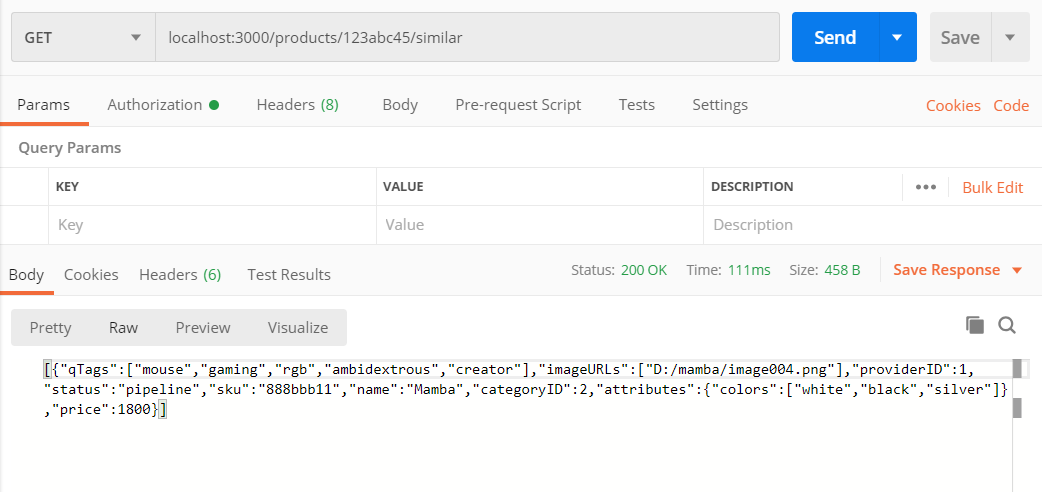 GET localhost:3000/products/123abc45/similar Send Save
Params Authorization Headers (8) Body Pre-request Script Tests Settings Cookies Code
Query Params
KEY VALUE DESCRIPTION Bulk Edit
Key Value Description
Body Cookies Headers (6) Test Results Status: 200 OK Time: 111ms Size: 458 B Save Response
Pretty Raw Preview Visualize
[{"qTags":["mouse","gaming","rgb","ambidextrous","creator"],"imageURLs":["D:/mamba/image004.png"],"providerID":1,
"status":"pipeline","sku":"888bbb11","name":"Mamba","categoryID":2,"attributes":{"colors":["white","black","silver"]}
,"price":1800}]